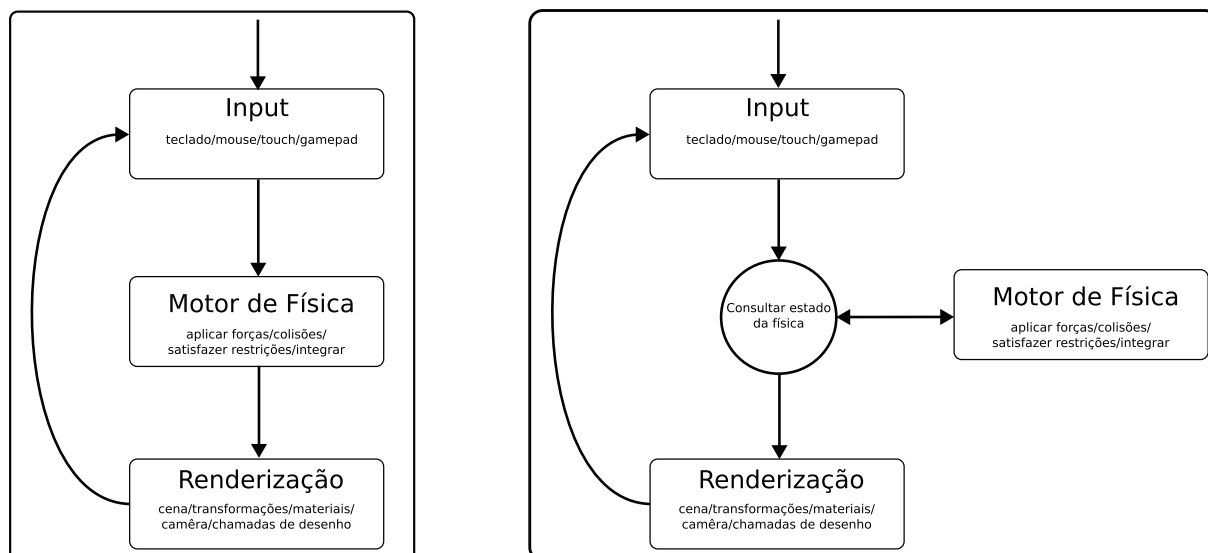 Input
teclado/mouse/touch/gamepad
Motor de Física
aplicar forças/colisões/
satisfazer restrições/integrar
Renderização
cena/transformações/materiais/
camêra/chamadas de desenho
Input
teclado/mouse/touch/gamepad
Consultar estado
da física
Motor de Física
aplicar forças/colisões/
satisfazer restrições/integrar
Renderização
cena/transformações/materiais/
camêra/chamadas de desenho